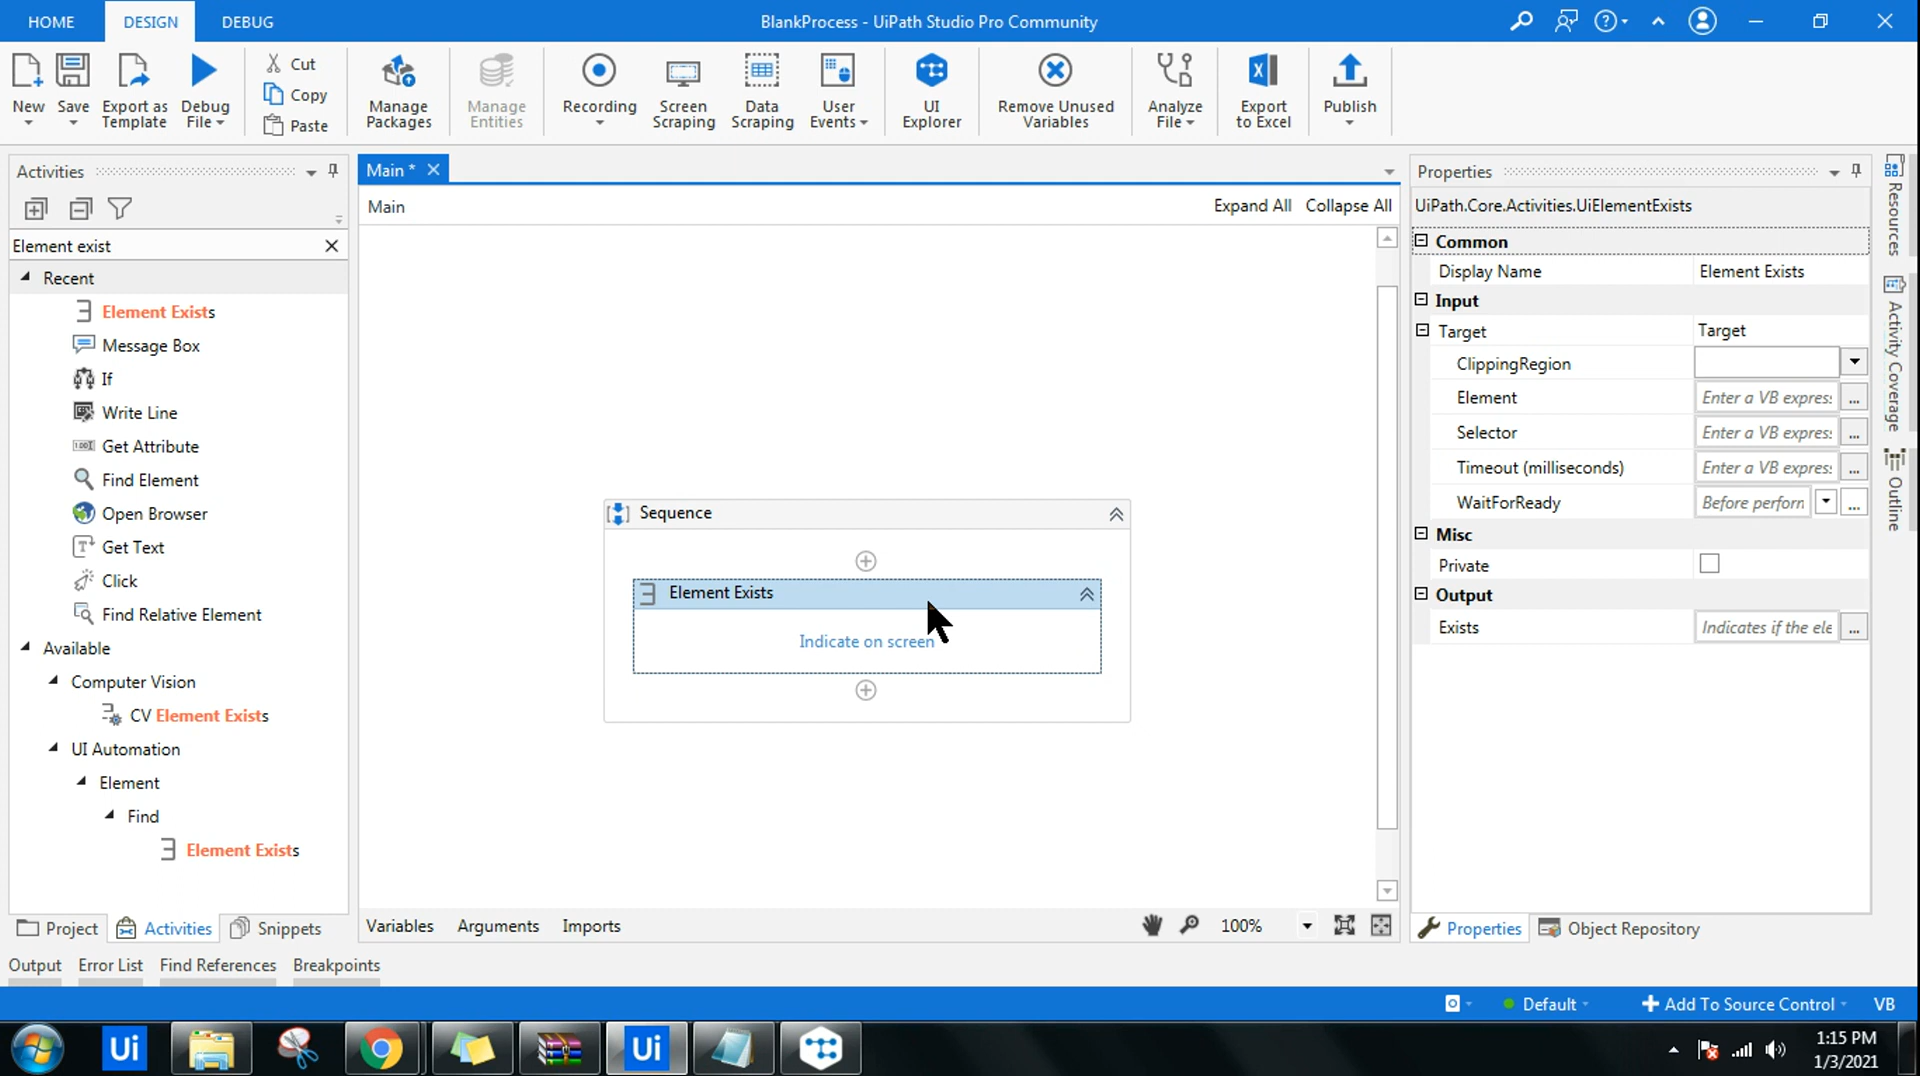 HOME DESIGN DEBUG BlankProcess - UiPath Studio Pro Community
New Save Export as Template Debug File
Cut
Copy
Paste
Manage Packages
Manage Entities
Recording
Screen Scraping
Data Scraping
User Events
UI Explorer
Remove Unused Variables
Analyze File
Export to Excel
Publish
Activities
Element exist
Recent
Element Exists
Message Box
If
Write Line
Get Attribute
Find Element
Open Browser
Get Text
Click
Find Relative Element
Available
Computer Vision
CV Element Exists
UI Automation
Element
Find
Element Exists
Project Activities Snippets
Main *
Main Expand All Collapse All
Sequence
Element Exists
Indicate on screen
Variables Arguments Imports 100%
Properties
UiPath.Core.Activities.UiElementExists
Common
Display Name Element Exists
Input
Target Target
ClippingRegion
Element Enter a VB express
Selector Enter a VB express
Timeout (milliseconds) Enter a VB express
WaitForReady Before perform
Misc
Private
Output
Exists Indicates if the ele
Properties Object Repository
Resources
Activity Coverage
Outline
Output Error List Find References Breakpoints
Default Add To Source Control VB
Ui Ui
1:15 PM
1/3/2021